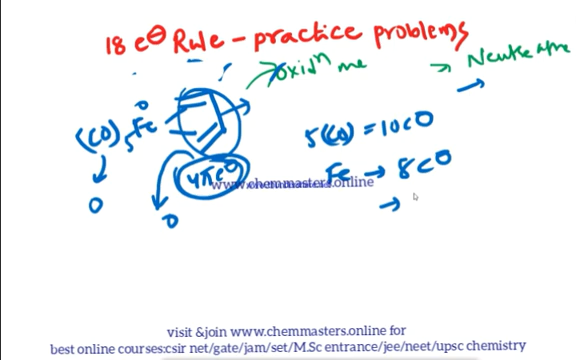 18 e⊖ Rule - practice problems
oxidn me
→ Neutral
(CO)5Fe
0
5(CO) = 10e⊖
Fe → 8e⊖
4πe⊖
www.chemmasters.online
0
0
visit &join www.chemmasters.online for
best online courses:csir net/gate/jam/set/M.Sc entrance/jee/neet/upsc chemistry